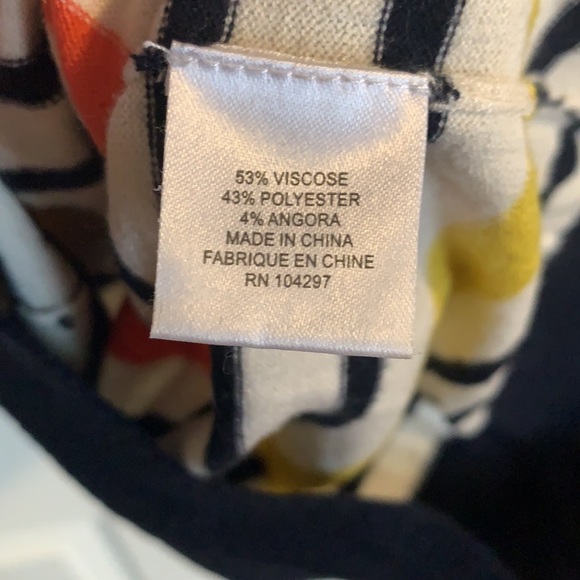 53% VISCOSE
43% POLYESTER
4% ANGORA
MADE IN CHINA
FABRIQUE EN CHINE
RN 104297